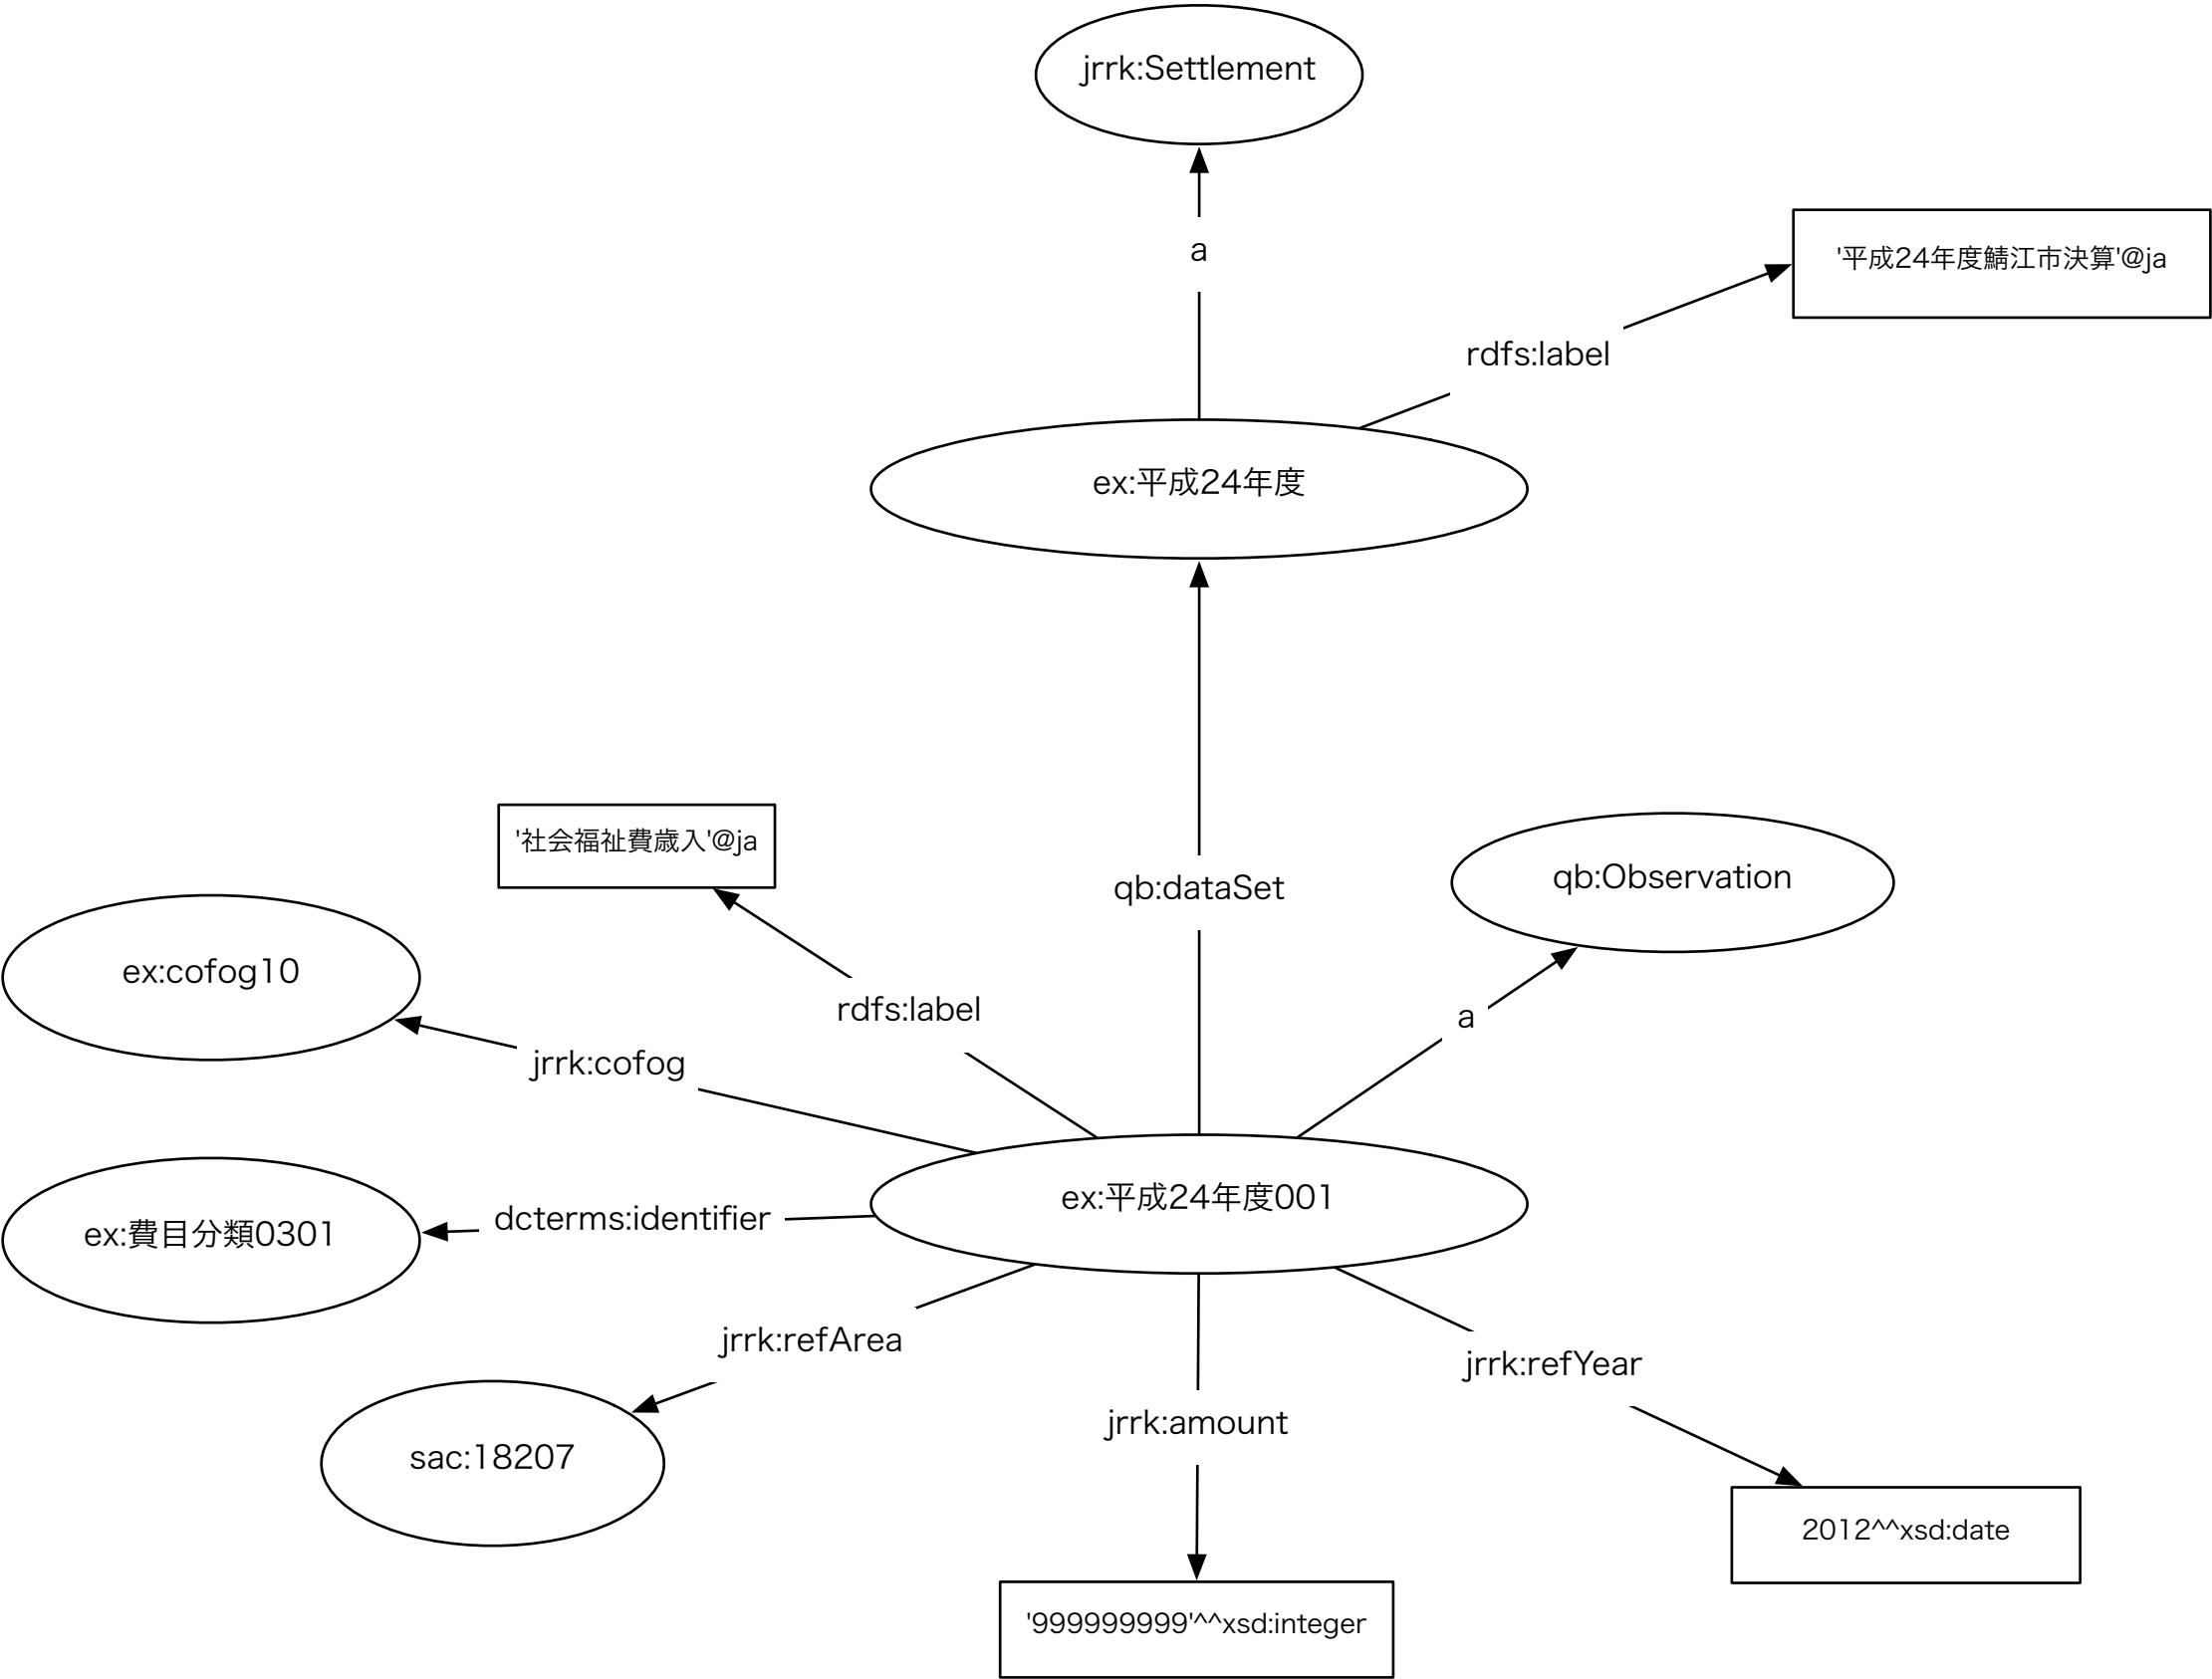 jrrk:Settlement
a
'平成24年度鯖江市決算'@ja
rdfs:label
ex:平成24年度
'社会福祉費歳入'@ja
qb:dataSet
qb:Observation
ex:cofog10
rdfs:label
a
jrrk:cofog
ex:平成24年度001
dcterms:identifier
ex:費目分類0301
jrrk:refArea
jrrk:refYear
jrrk:amount
sac:18207
2012^^xsd:date
'999999999'^^xsd:integer